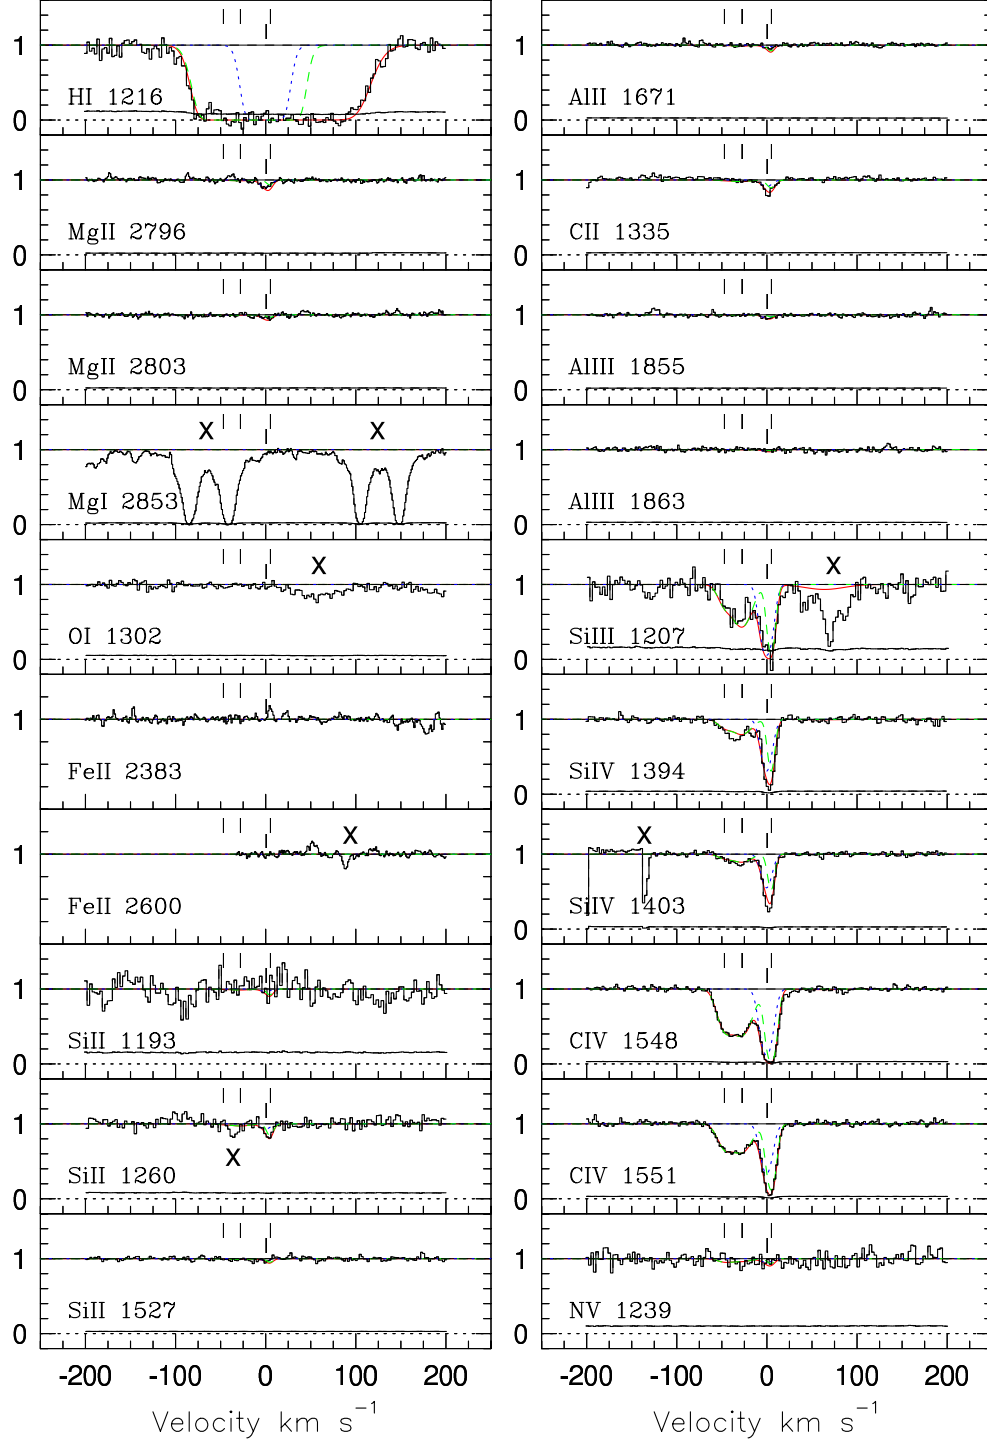 1
HI 1216
0
1
MgII 2796
0
1
MgII 2803
0
X X
1
MgI 2853
0
X
1
OI 1302
0
1
FeII 2383
0
X
1
FeII 2600
0
1
SiII 1193
0
1
X
SiII 1260
0
1
SiII 1527
0
-200 -100 0 100 200
Velocity km s⁻¹
1
AlII 1671
0
1
CII 1335
0
1
AlIII 1855
0
1
AlIII 1863
0
X
1
SiIII 1207
0
1
SiIV 1394
0
X
1
SiIV 1403
0
1
CIV 1548
0
1
CIV 1551
0
1
NV 1239
0
-200 -100 0 100 200
Velocity km s⁻¹